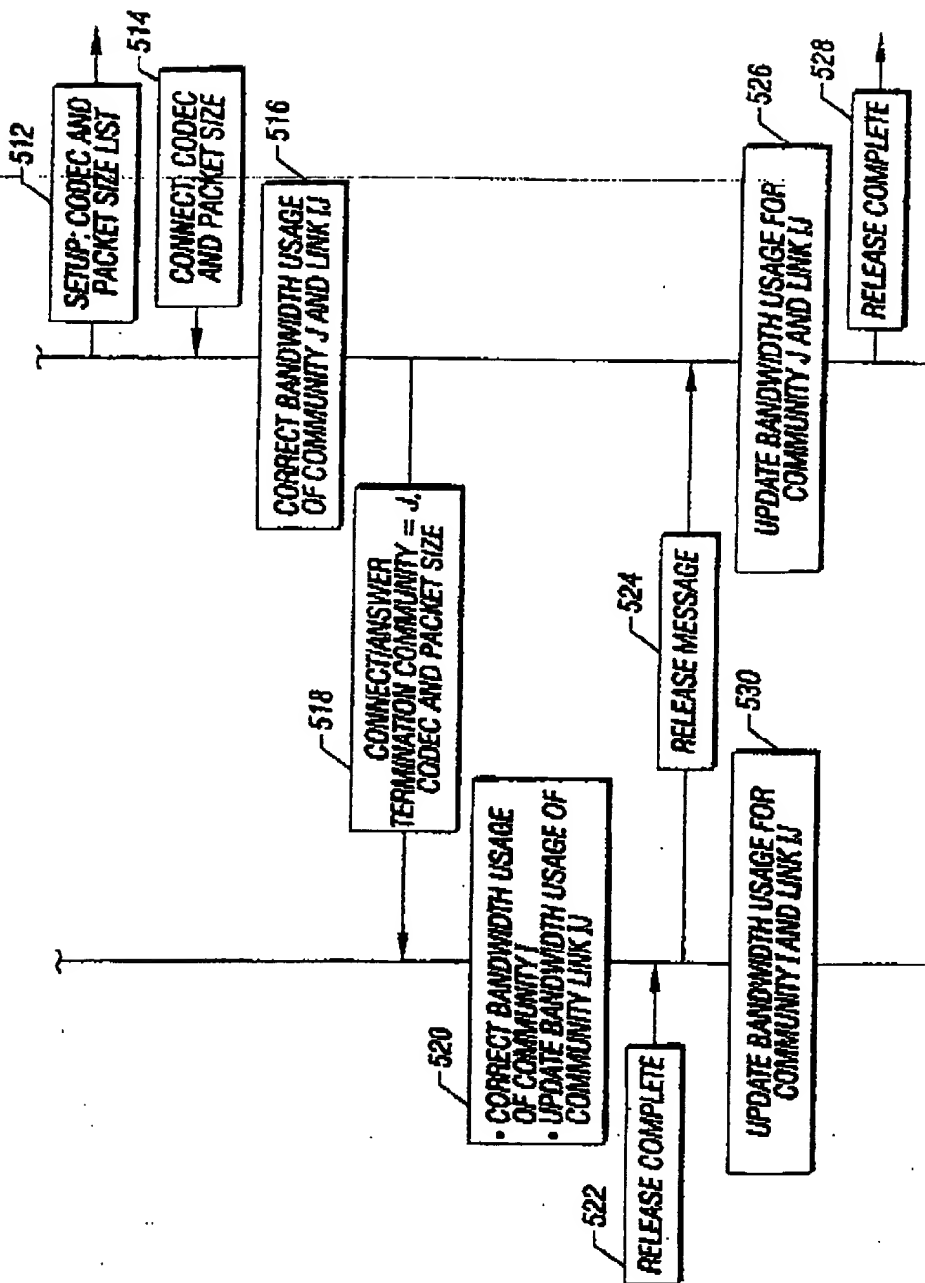 512
SETUP: CODEC AND
PACKET SIZE LIST
514
CONNECT, CODEC
AND PACKET SIZE
516
CORRECT BANDWIDTH USAGE
OF COMMUNITY J AND LINK IJ
518
CONNECT/ANSWER
TERMINATION COMMUNITY = J,
CODEC AND PACKET SIZE
520
• CORRECT BANDWIDTH USAGE
OF COMMUNITY I
• UPDATE BANDWIDTH USAGE OF
COMMUNITY LINK IJ
522
RELEASE COMPLETE
524
RELEASE MESSAGE
526
UPDATE BANDWIDTH USAGE FOR
COMMUNITY J AND LINK IJ
528
RELEASE COMPLETE
530
UPDATE BANDWIDTH USAGE FOR
COMMUNITY I AND LINK IJ